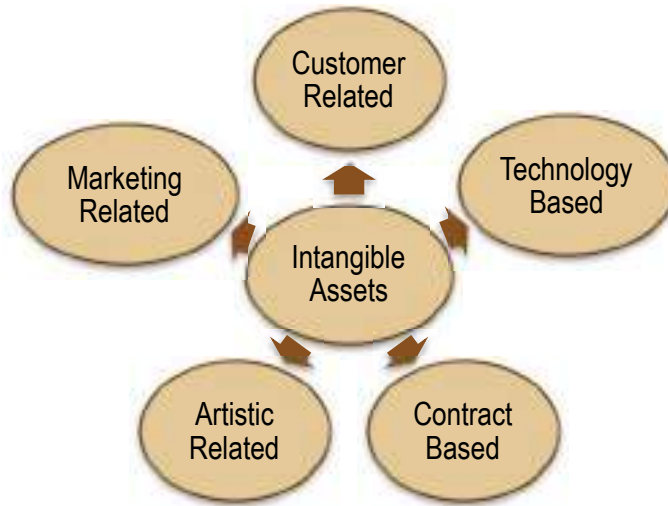 Customer
Related
Marketing
Related
Technology
Based
Intangible
Assets
Artistic
Related
Contract
Based